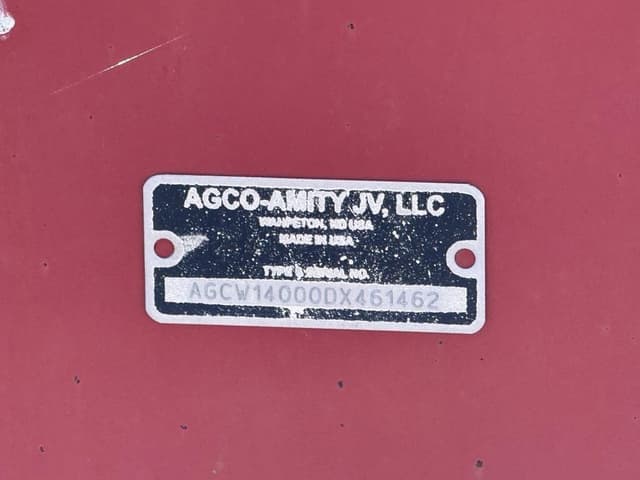 AGCO-AMITY JV, LLC
WAHPETON, ND USA
MADE IN USA
TYPE & SERIAL NO.
AGCW14000DX461462